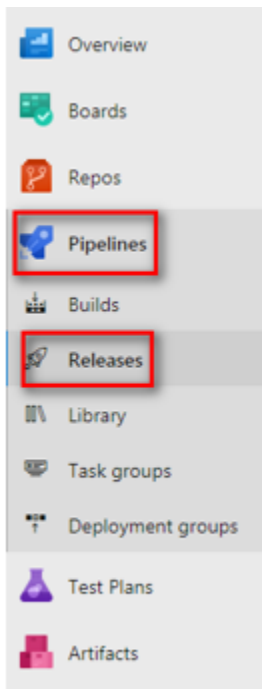 Overview
Boards
Repos
Pipelines
Builds
Releases
Library
Task groups
Deployment groups
Test Plans
Artifacts